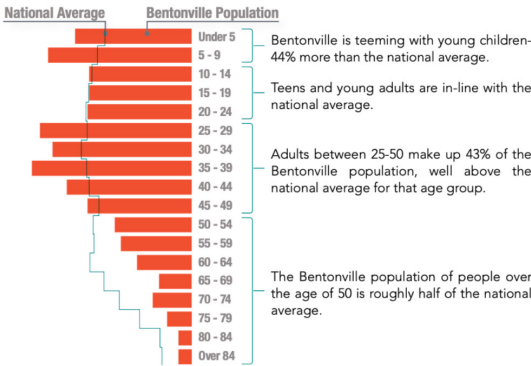 National Average Bentonville Population
Under 5
5 - 9
10 - 14
15 - 19
20 - 24
25 - 29
30 - 34
35 - 39
40 - 44
45 - 49
50 - 54
55 - 59
60 - 64
65 - 69
70 - 74
75 - 79
80 - 84
Over 84
Bentonville is teeming with young children-
44% more than the national average.
Teens and young adults are in-line with the
national average.
Adults between 25-50 make up 43% of the
Bentonville population, well above the
national average for that age group.
The Bentonville population of people over
the age of 50 is roughly half of the national
average.